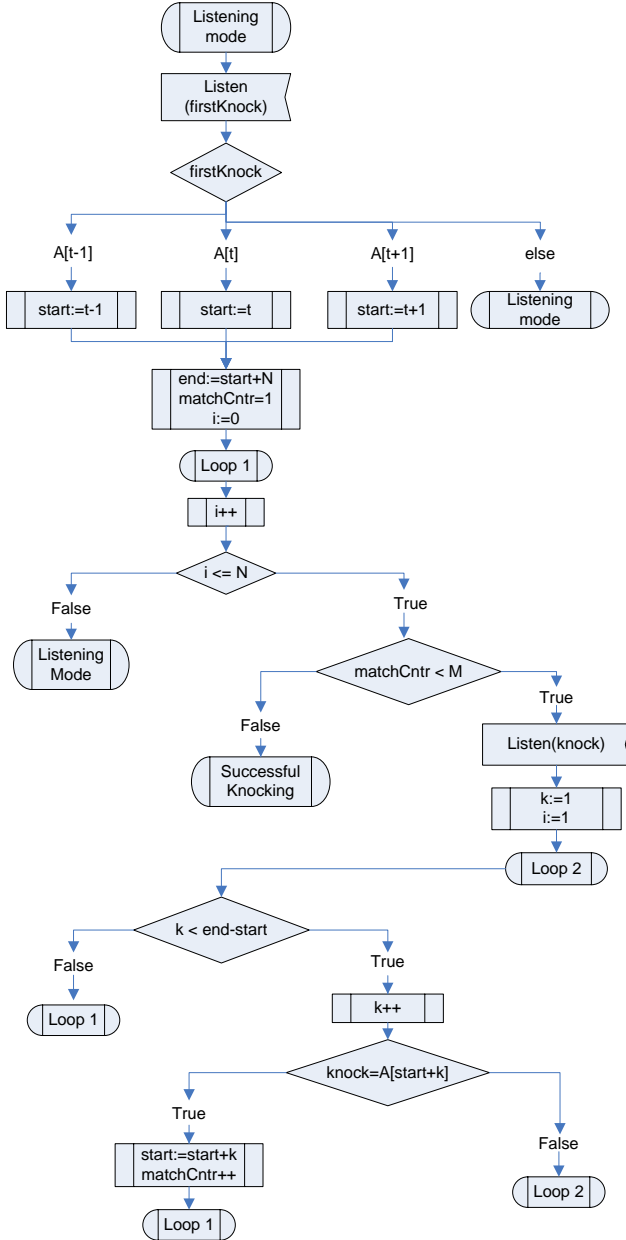 Listening
mode
Listen
(firstKnock)
firstKnock
A[t-1]
A[t]
A[t+1]
else
start:=t-1
start:=t
start:=t+1
Listening
mode
end:=start+N
matchCntr=1
i:=0
Loop 1
i++
i <= N
False
True
Listening
Mode
matchCntr < M
False
True
Successful
Knocking
Listen(knock)
k:=1
i:=1
Loop 2
k < end-start
False
True
Loop 1
k++
knock=A[start+k]
True
False
start:=start+k
matchCntr++
Loop 2
Loop 1